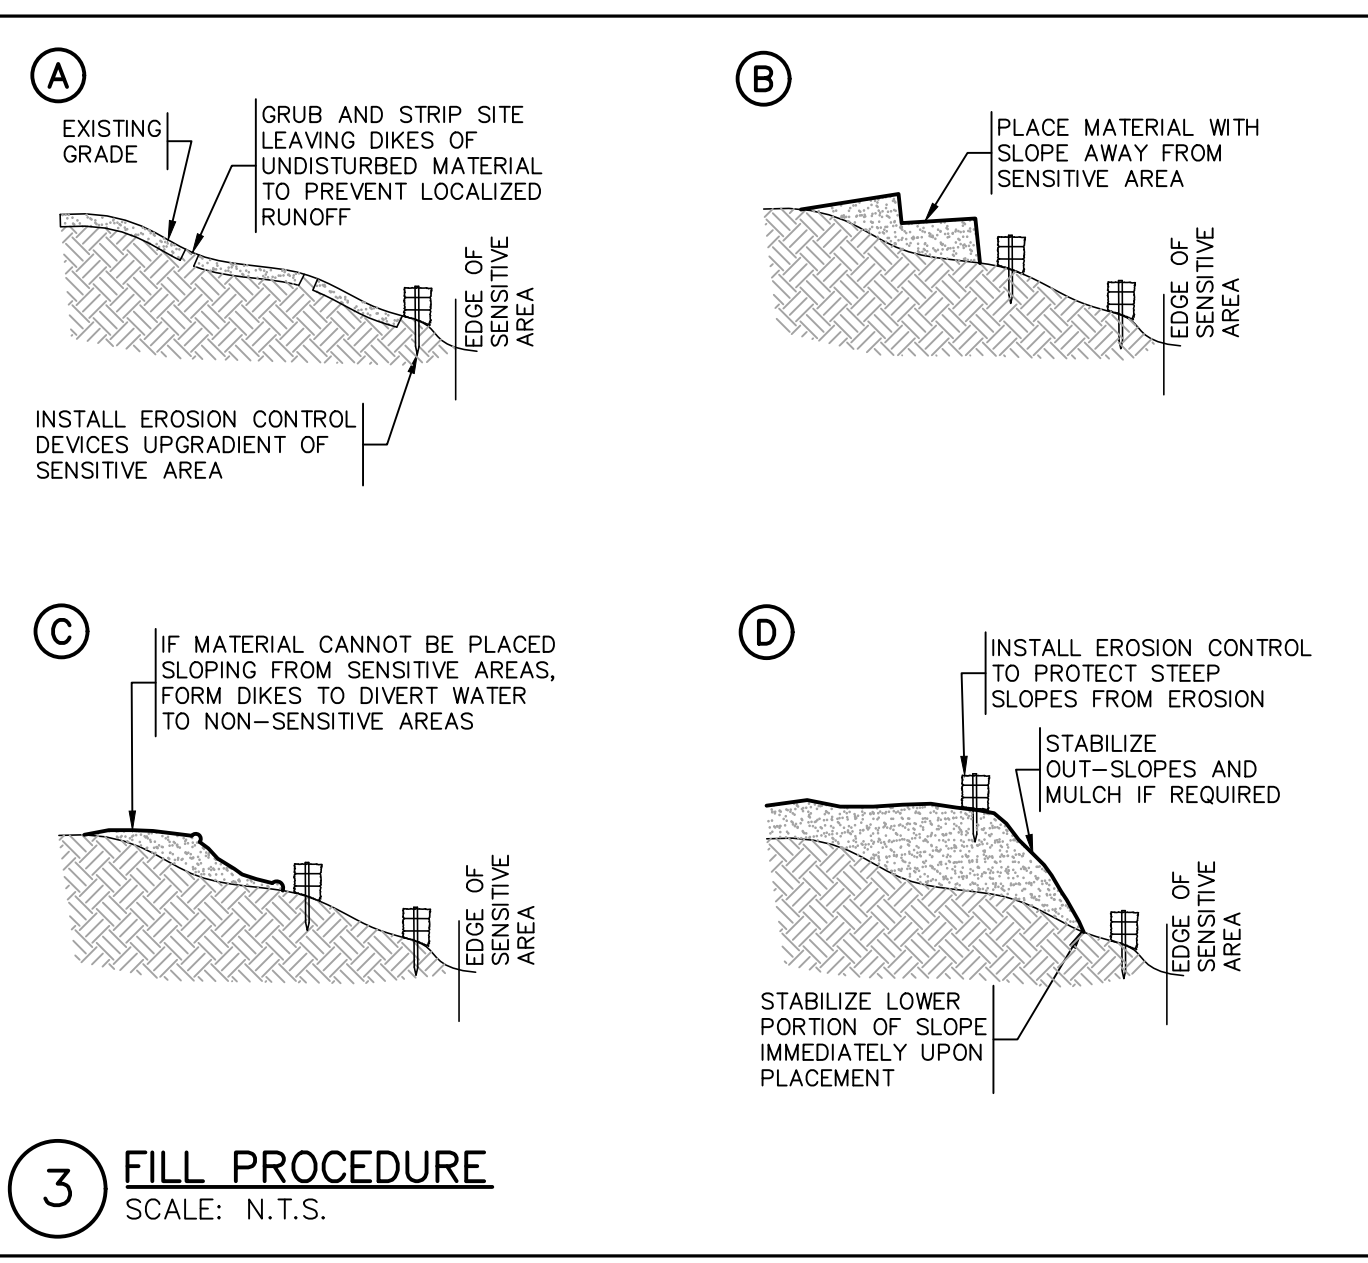 A
EXISTING
GRADE
GRUB AND STRIP SITE
LEAVING DIKES OF
UNDISTURBED MATERIAL
TO PREVENT LOCALIZED
RUNOFF
EDGE OF
SENSITIVE
AREA
INSTALL EROSION CONTROL
DEVICES UPGRADIENT OF
SENSITIVE AREA
B
PLACE MATERIAL WITH
SLOPE AWAY FROM
SENSITIVE AREA
EDGE OF
SENSITIVE
AREA
C
IF MATERIAL CANNOT BE PLACED
SLOPING FROM SENSITIVE AREAS,
FORM DIKES TO DIVERT WATER
TO NON-SENSITIVE AREAS
EDGE OF
SENSITIVE
AREA
D
INSTALL EROSION CONTROL
TO PROTECT STEEP
SLOPES FROM EROSION
STABILIZE
OUT-SLOPES AND
MULCH IF REQUIRED
EDGE OF
SENSITIVE
AREA
STABILIZE LOWER
PORTION OF SLOPE
IMMEDIATELY UPON
PLACEMENT
3
FILL PROCEDURE
SCALE: N.T.S.